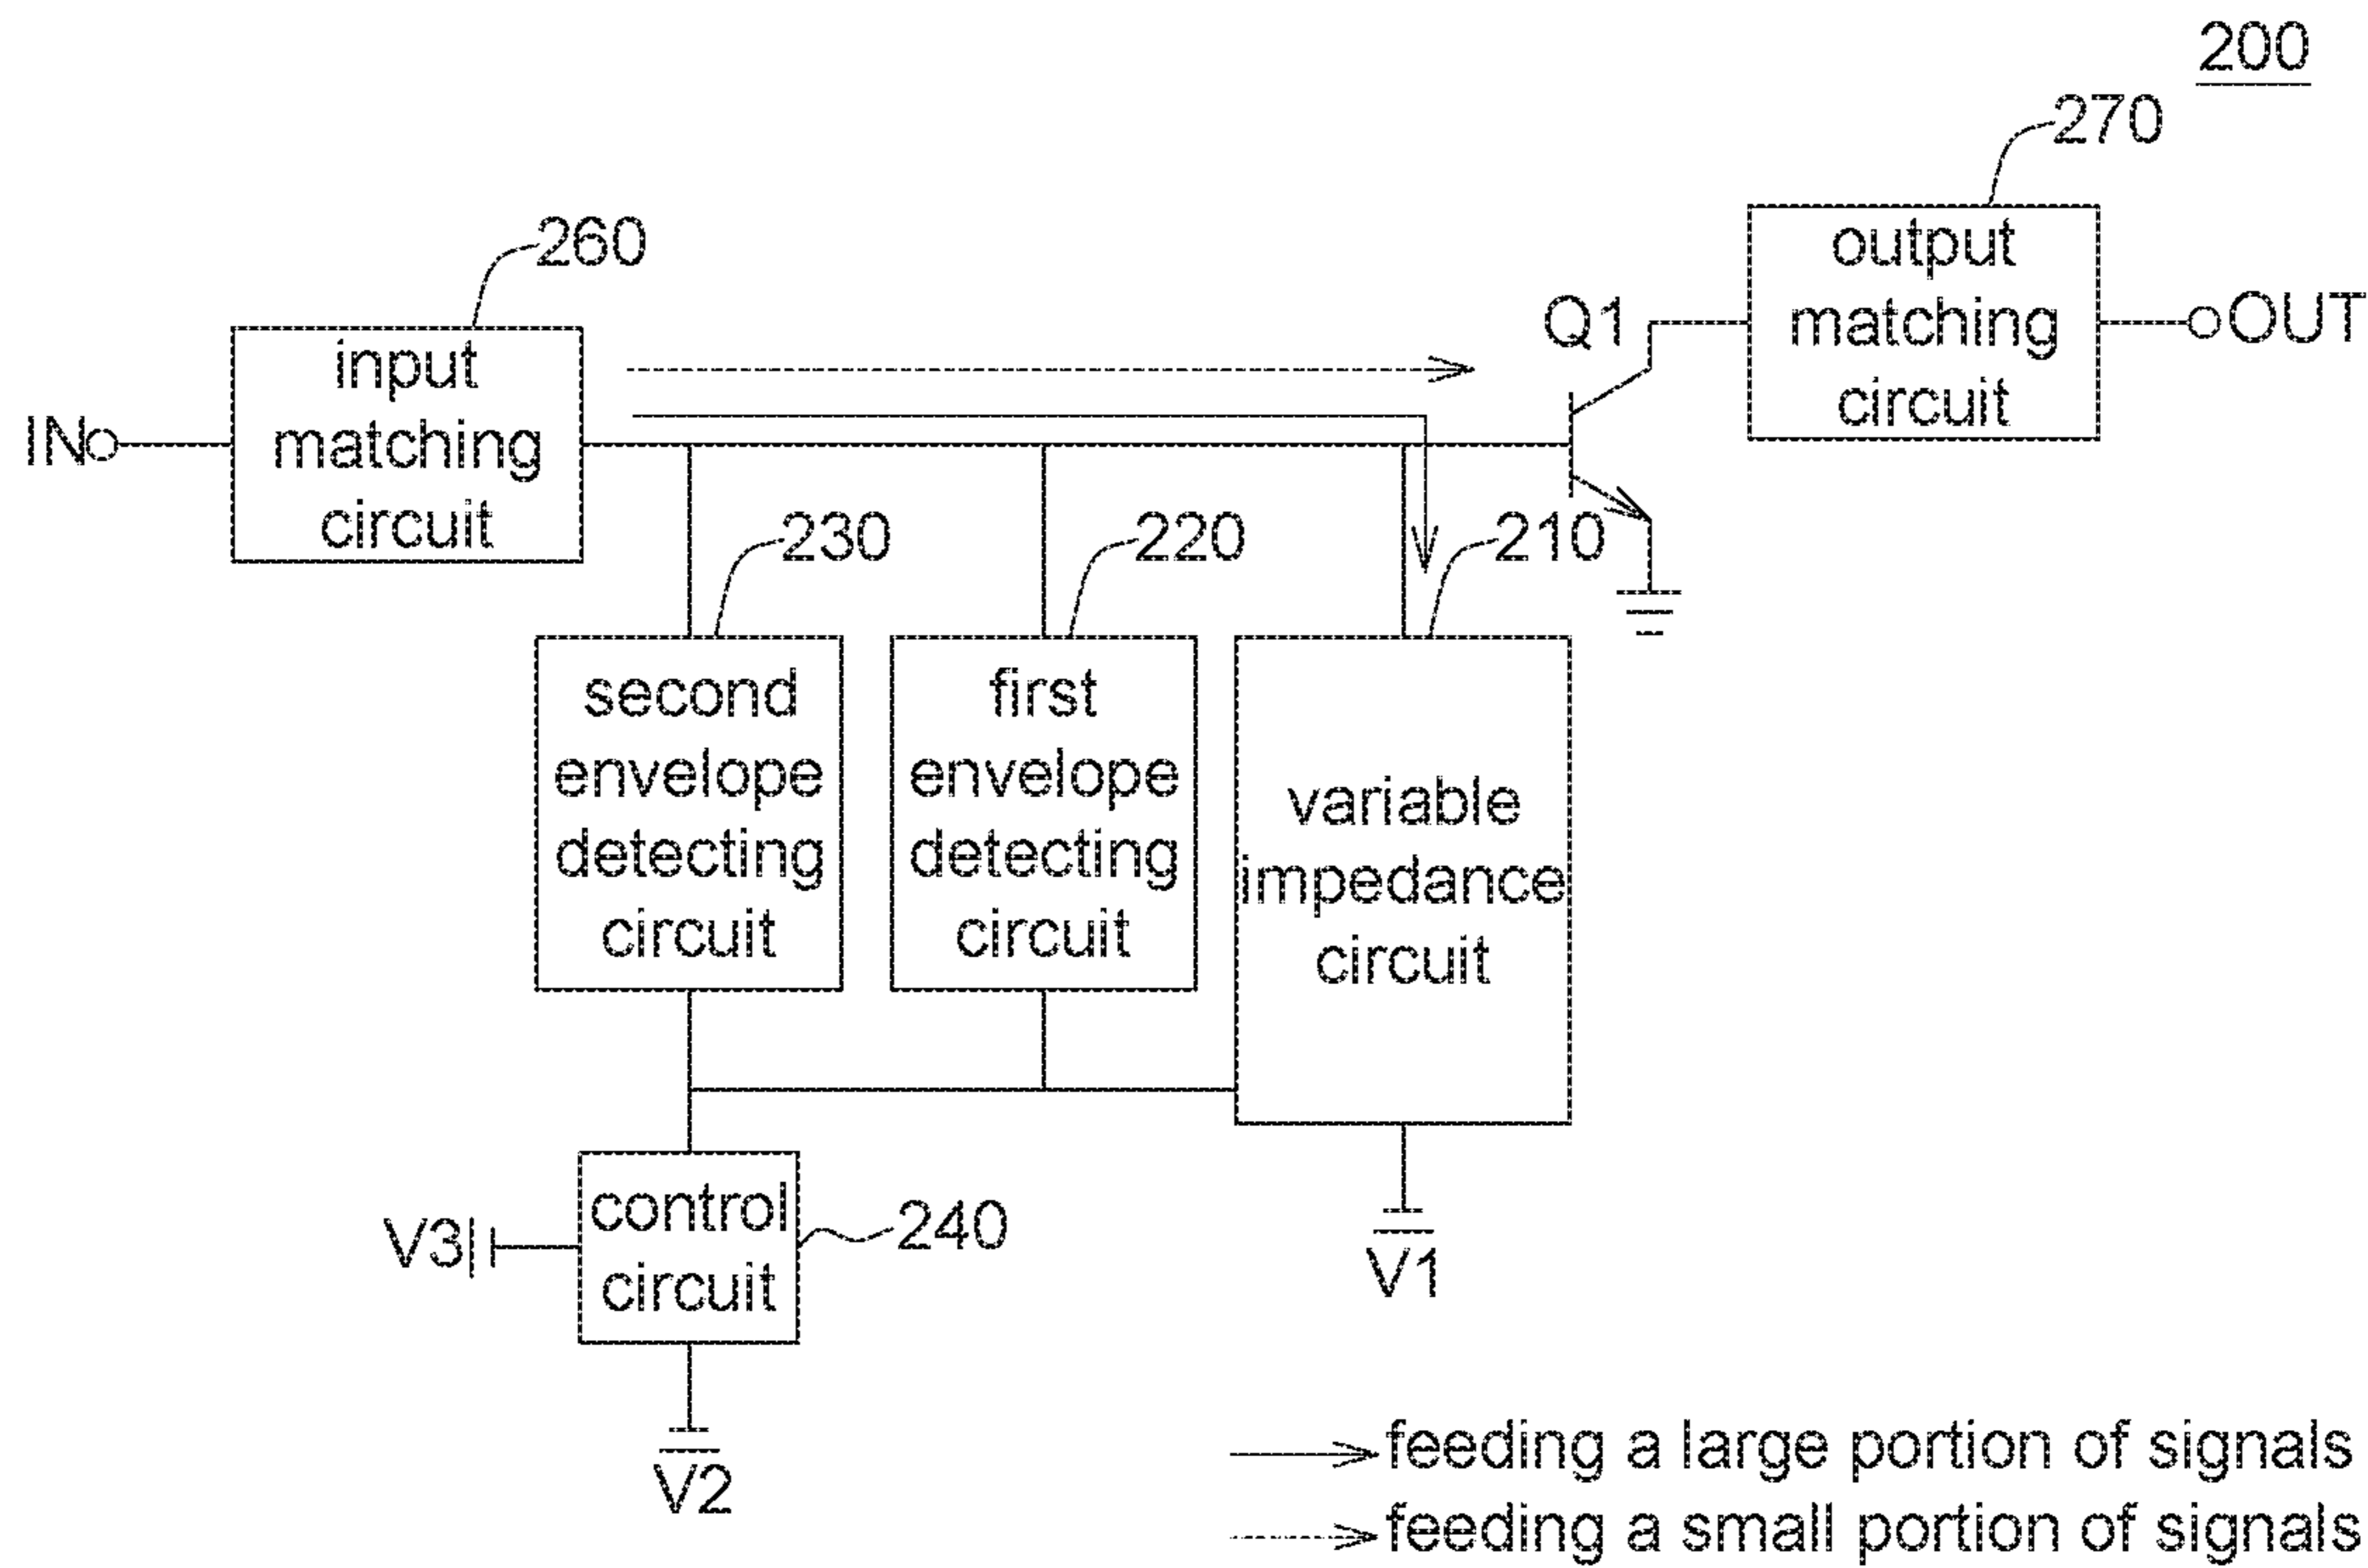 200
270
260
output
matching
circuit
Q1
OUT
input
matching
circuit
IN
230
220
210
second
envelope
detecting
circuit
first
envelope
detecting
circuit
variable
impedance
circuit
control
circuit
240
V3
V1
V2
feeding a large portion of signals
feeding a small portion of signals